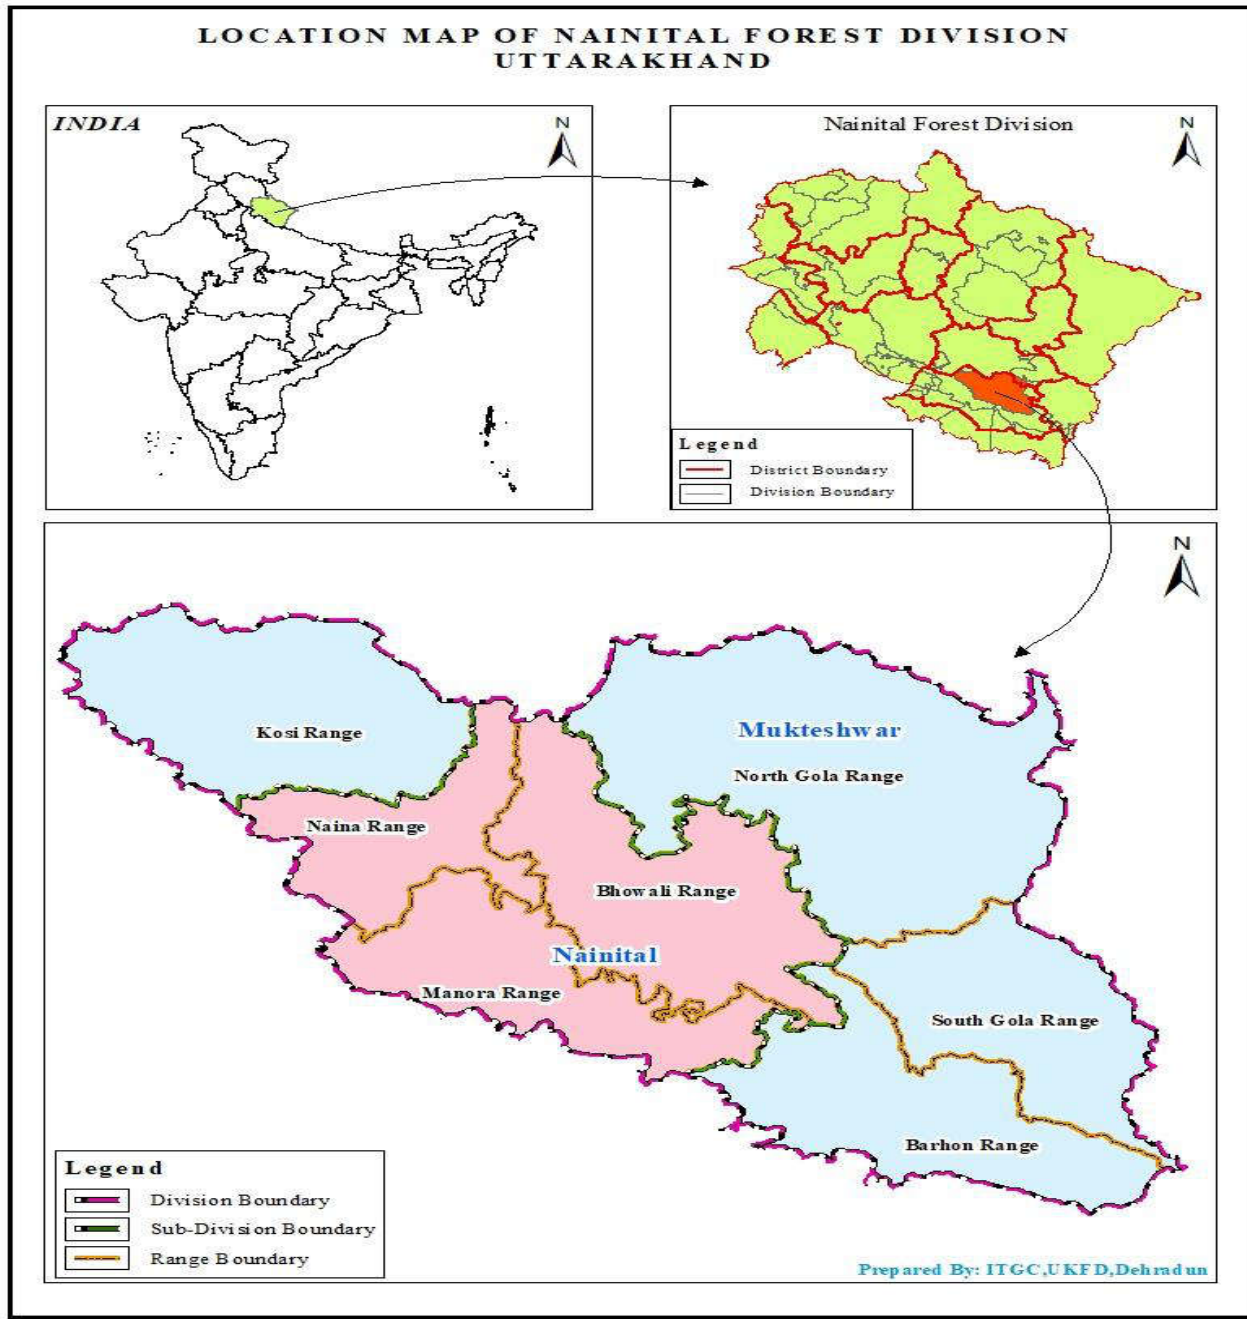 LOCATION MAP OF NAINITAL FOREST DIVISION
UTTARAKHAND
INDIA
N
Nainital Forest Division
N
Legend
District Boundary
Division Boundary
N
Kosi Range
Mukteshwar
North Gola Range
Naina Range
Bhowali Range
Nainital
Manora Range
South Gola Range
Barhon Range
Legend
Division Boundary
Sub-Division Boundary
Range Boundary
Prepared By: ITGC,UKFD,Dehradun